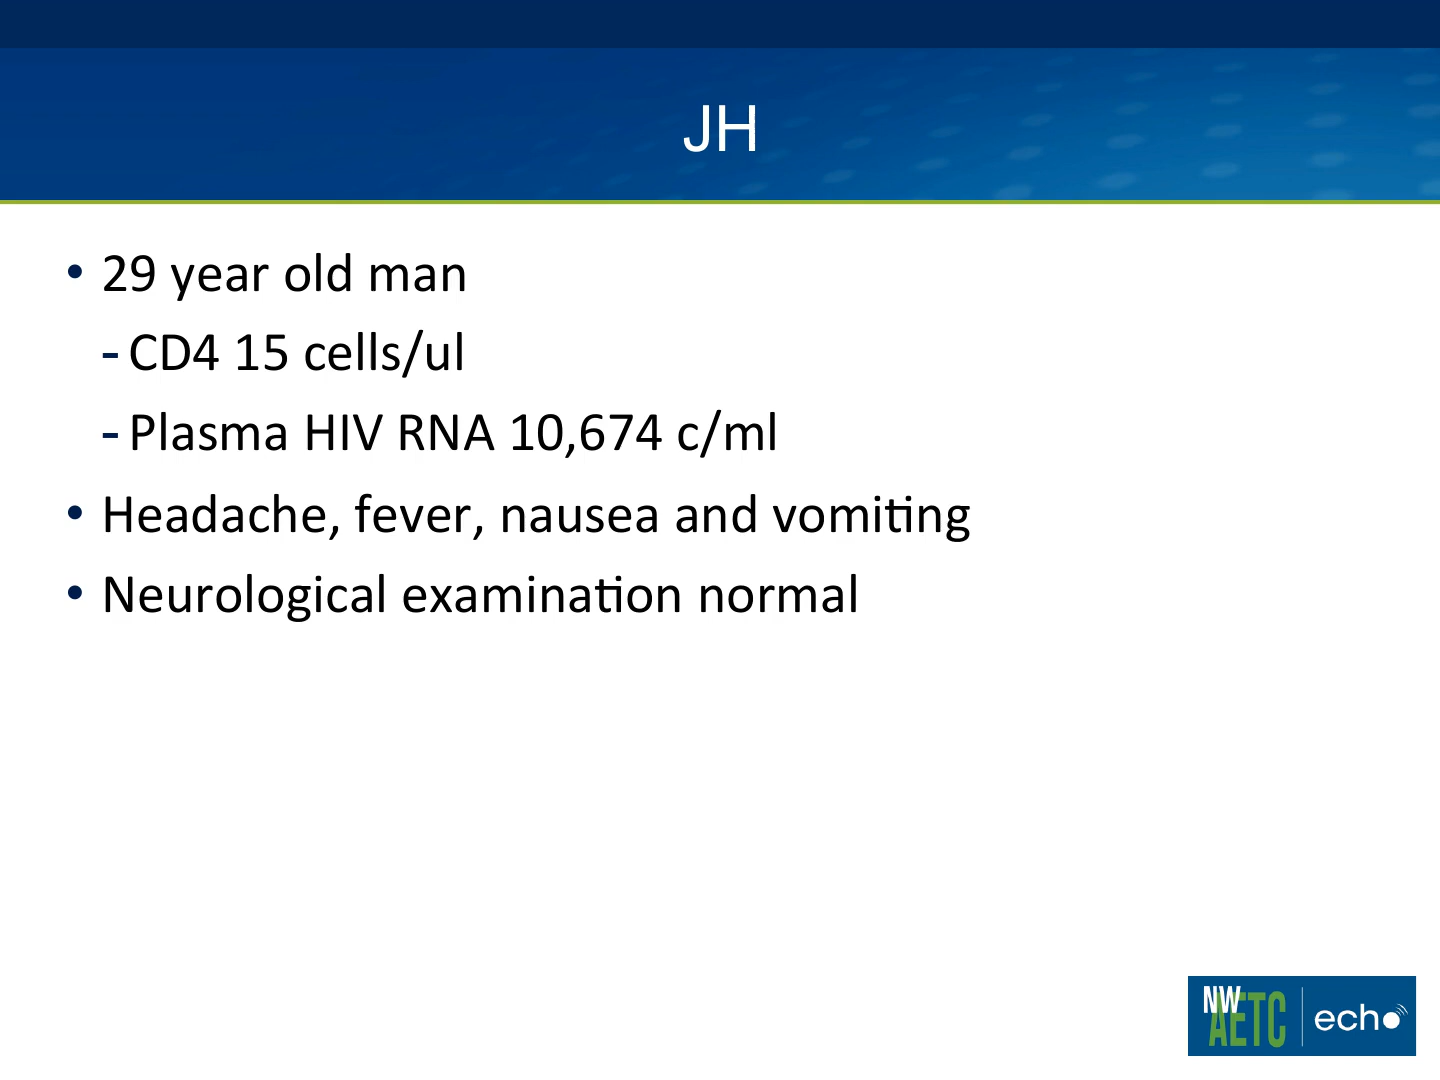 JH
• 29 year old man
- CD4 15 cells/ul
- Plasma HIV RNA 10,674 c/ml
• Headache, fever, nausea and vomiting
• Neurological examination normal
NW
AETC
echo